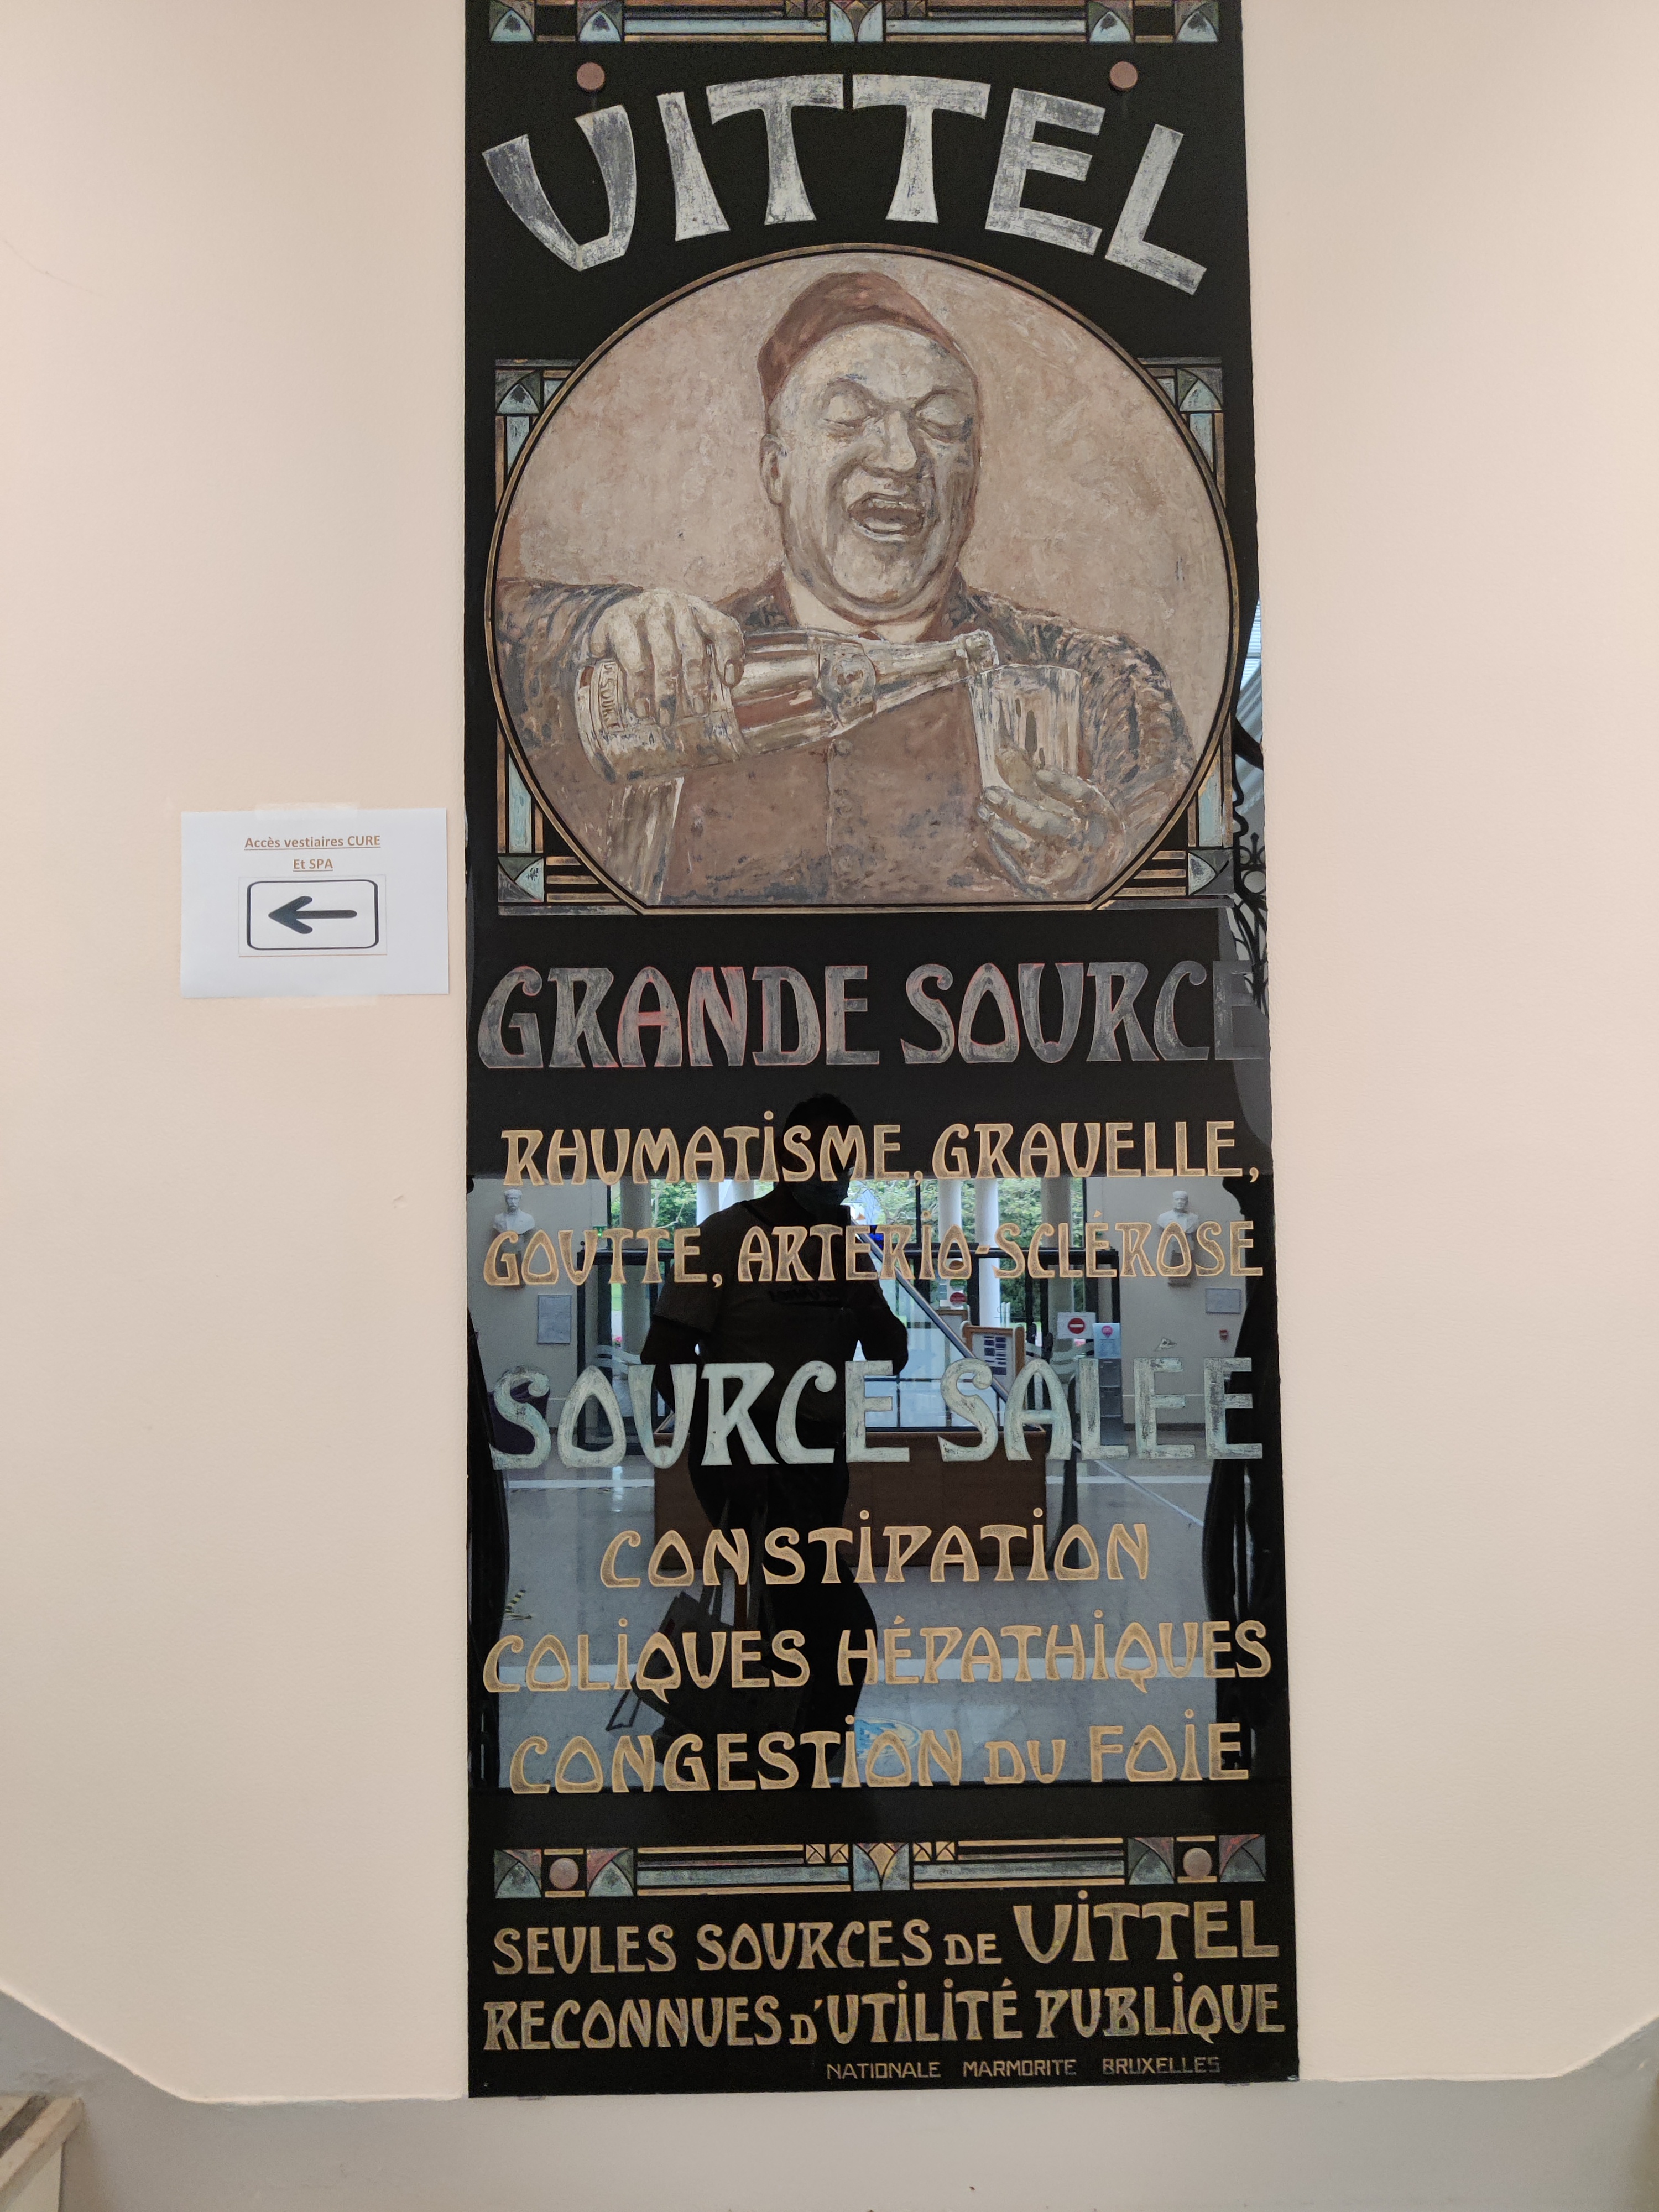 VITTEL
GRANDE SOURCE
RHUMATISME, GRAVELLE,
GOUTTE, ARTERIO-SCLÉROSE
SOURCE SALÉE
CONSTIPATION
COLIQUES HÉPATHIQUES
CONGESTION DU FOIE
SEULES SOURCES DE VITTEL
RECONNUES D'UTILITÉ PUBLIQUE
NATIONALE MARMORITE BRUXELLES
Accès vestiaires CURE
Et SPA